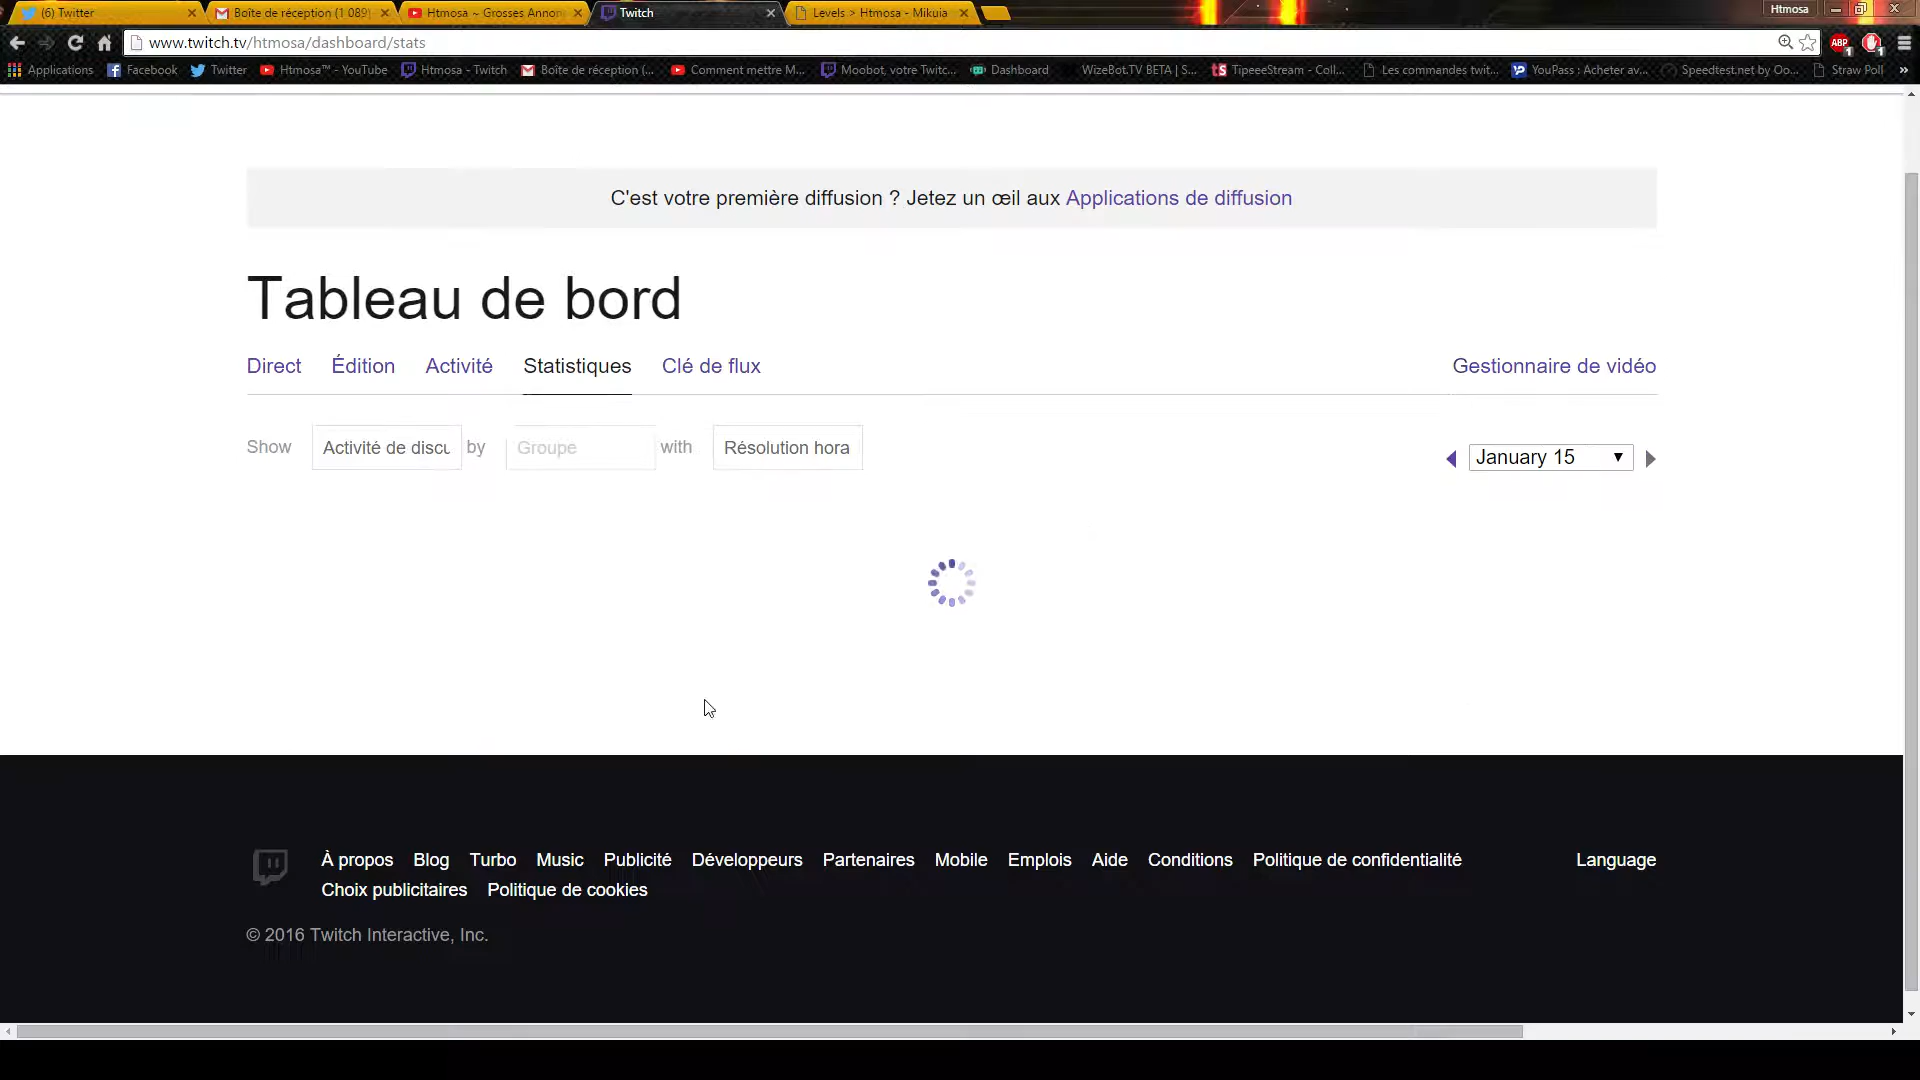 (6) Twitter
Boîte de réception (1 089)
Htmosa ~ Grosses Annon
Twitch
Levels > Htmosa - Mikuia
Htmosa
www.twitch.tv/htmosa/dashboard/stats
ABP 1 1
Applications Facebook Twitter Htmosa™ - YouTube Htmosa - Twitch Boîte de réception (... Comment mettre M... Moobot, votre Twitc... Dashboard WizeBot.TV BETA | S... TipeeeStream - Coll... Les commandes twit... YouPass : Acheter av... Speedtest.net by Oo... Straw Poll »
C'est votre première diffusion ? Jetez un œil aux Applications de diffusion
Tableau de bord
Direct Édition Activité Statistiques Clé de flux Gestionnaire de vidéo
Show Activité de discu by Groupe with Résolution hora January 15
À propos Blog Turbo Music Publicité Développeurs Partenaires Mobile Emplois Aide Conditions Politique de confidentialité Language
Choix publicitaires Politique de cookies
© 2016 Twitch Interactive, Inc.